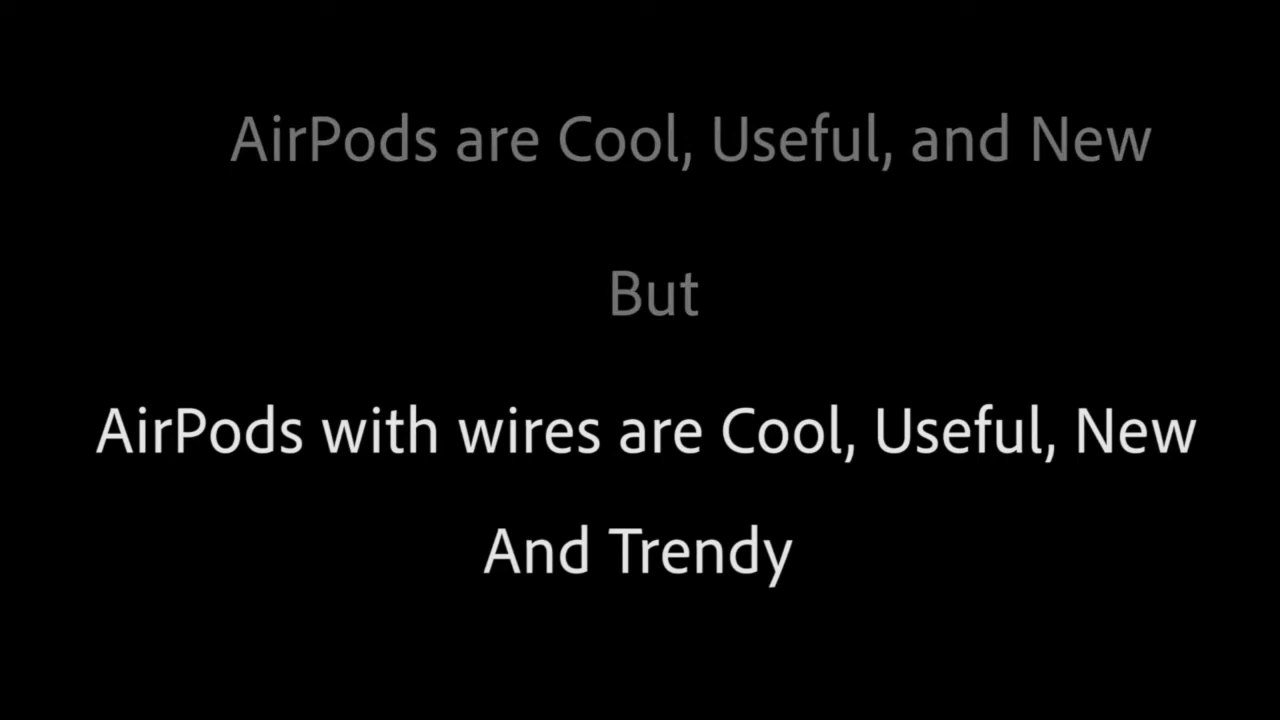 AirPods are Cool, Useful, and New
But
AirPods with wires are Cool, Useful, New
And Trendy